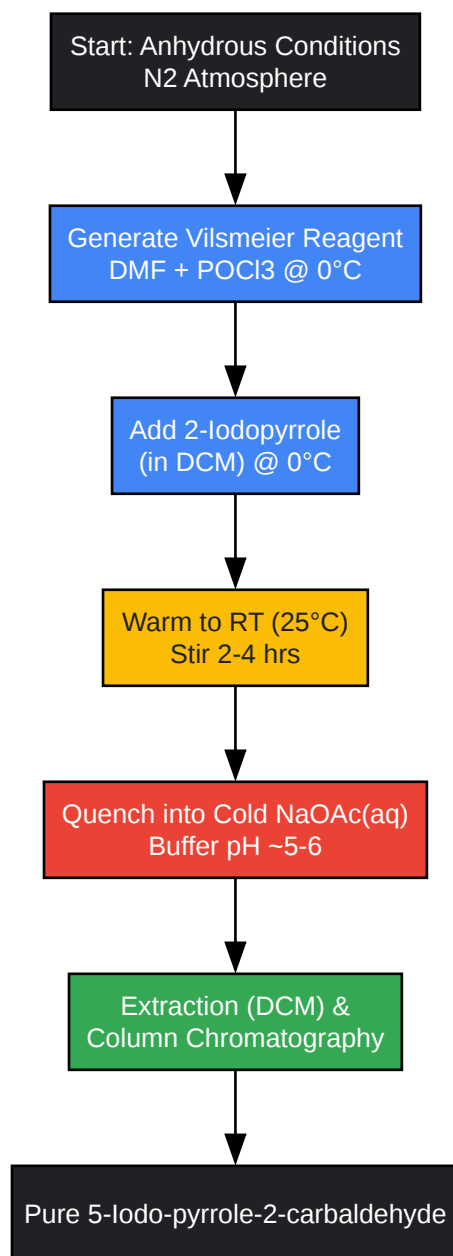 Start: Anhydrous Conditions
N2 Atmosphere
Generate Vilsmeier Reagent
DMF + POCl3 @ 0°C
Add 2-Iodopyrrole
(in DCM) @ 0°C
Warm to RT (25°C)
Stir 2-4 hrs
Quench into Cold NaOAc(aq)
Buffer pH ~5-6
Extraction (DCM) &
Column Chromatography
Pure 5-Iodo-pyrrole-2-carbaldehyde